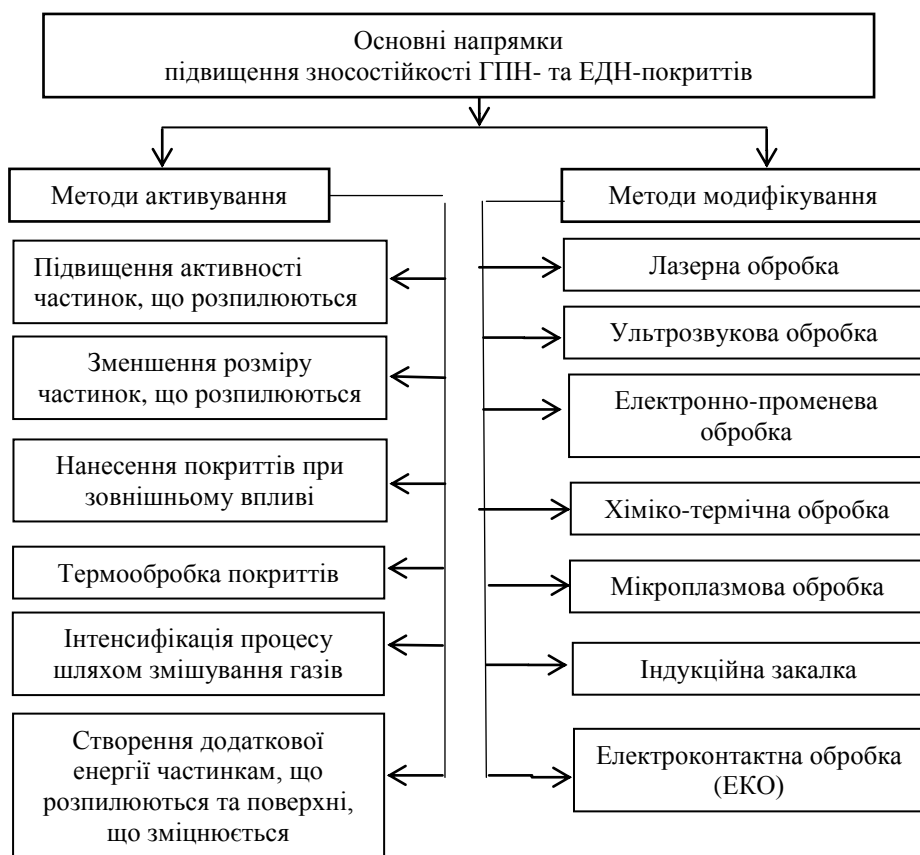 Основні напрямки
підвищення зносостійкості ГПН- та ЕДН-покриттів
Методи активування
Підвищення активності
частинок, що розпилюються
Зменшення розміру
частинок, що розпилюються
Нанесення покриттів при
зовнішньому впливі
Термообробка покриттів
Інтенсифікація процесу
шляхом змішування газів
Створення додаткової
енергії частинкам, що
розпилюються та поверхні,
що зміцнюється
Методи модифікування
Лазерна обробка
Ультрозвукова обробка
Електронно-променева
обробка
Хіміко-термічна обробка
Мікроплазмова обробка
Індукційна закалка
Електроконтактна обробка
(ЕКО)